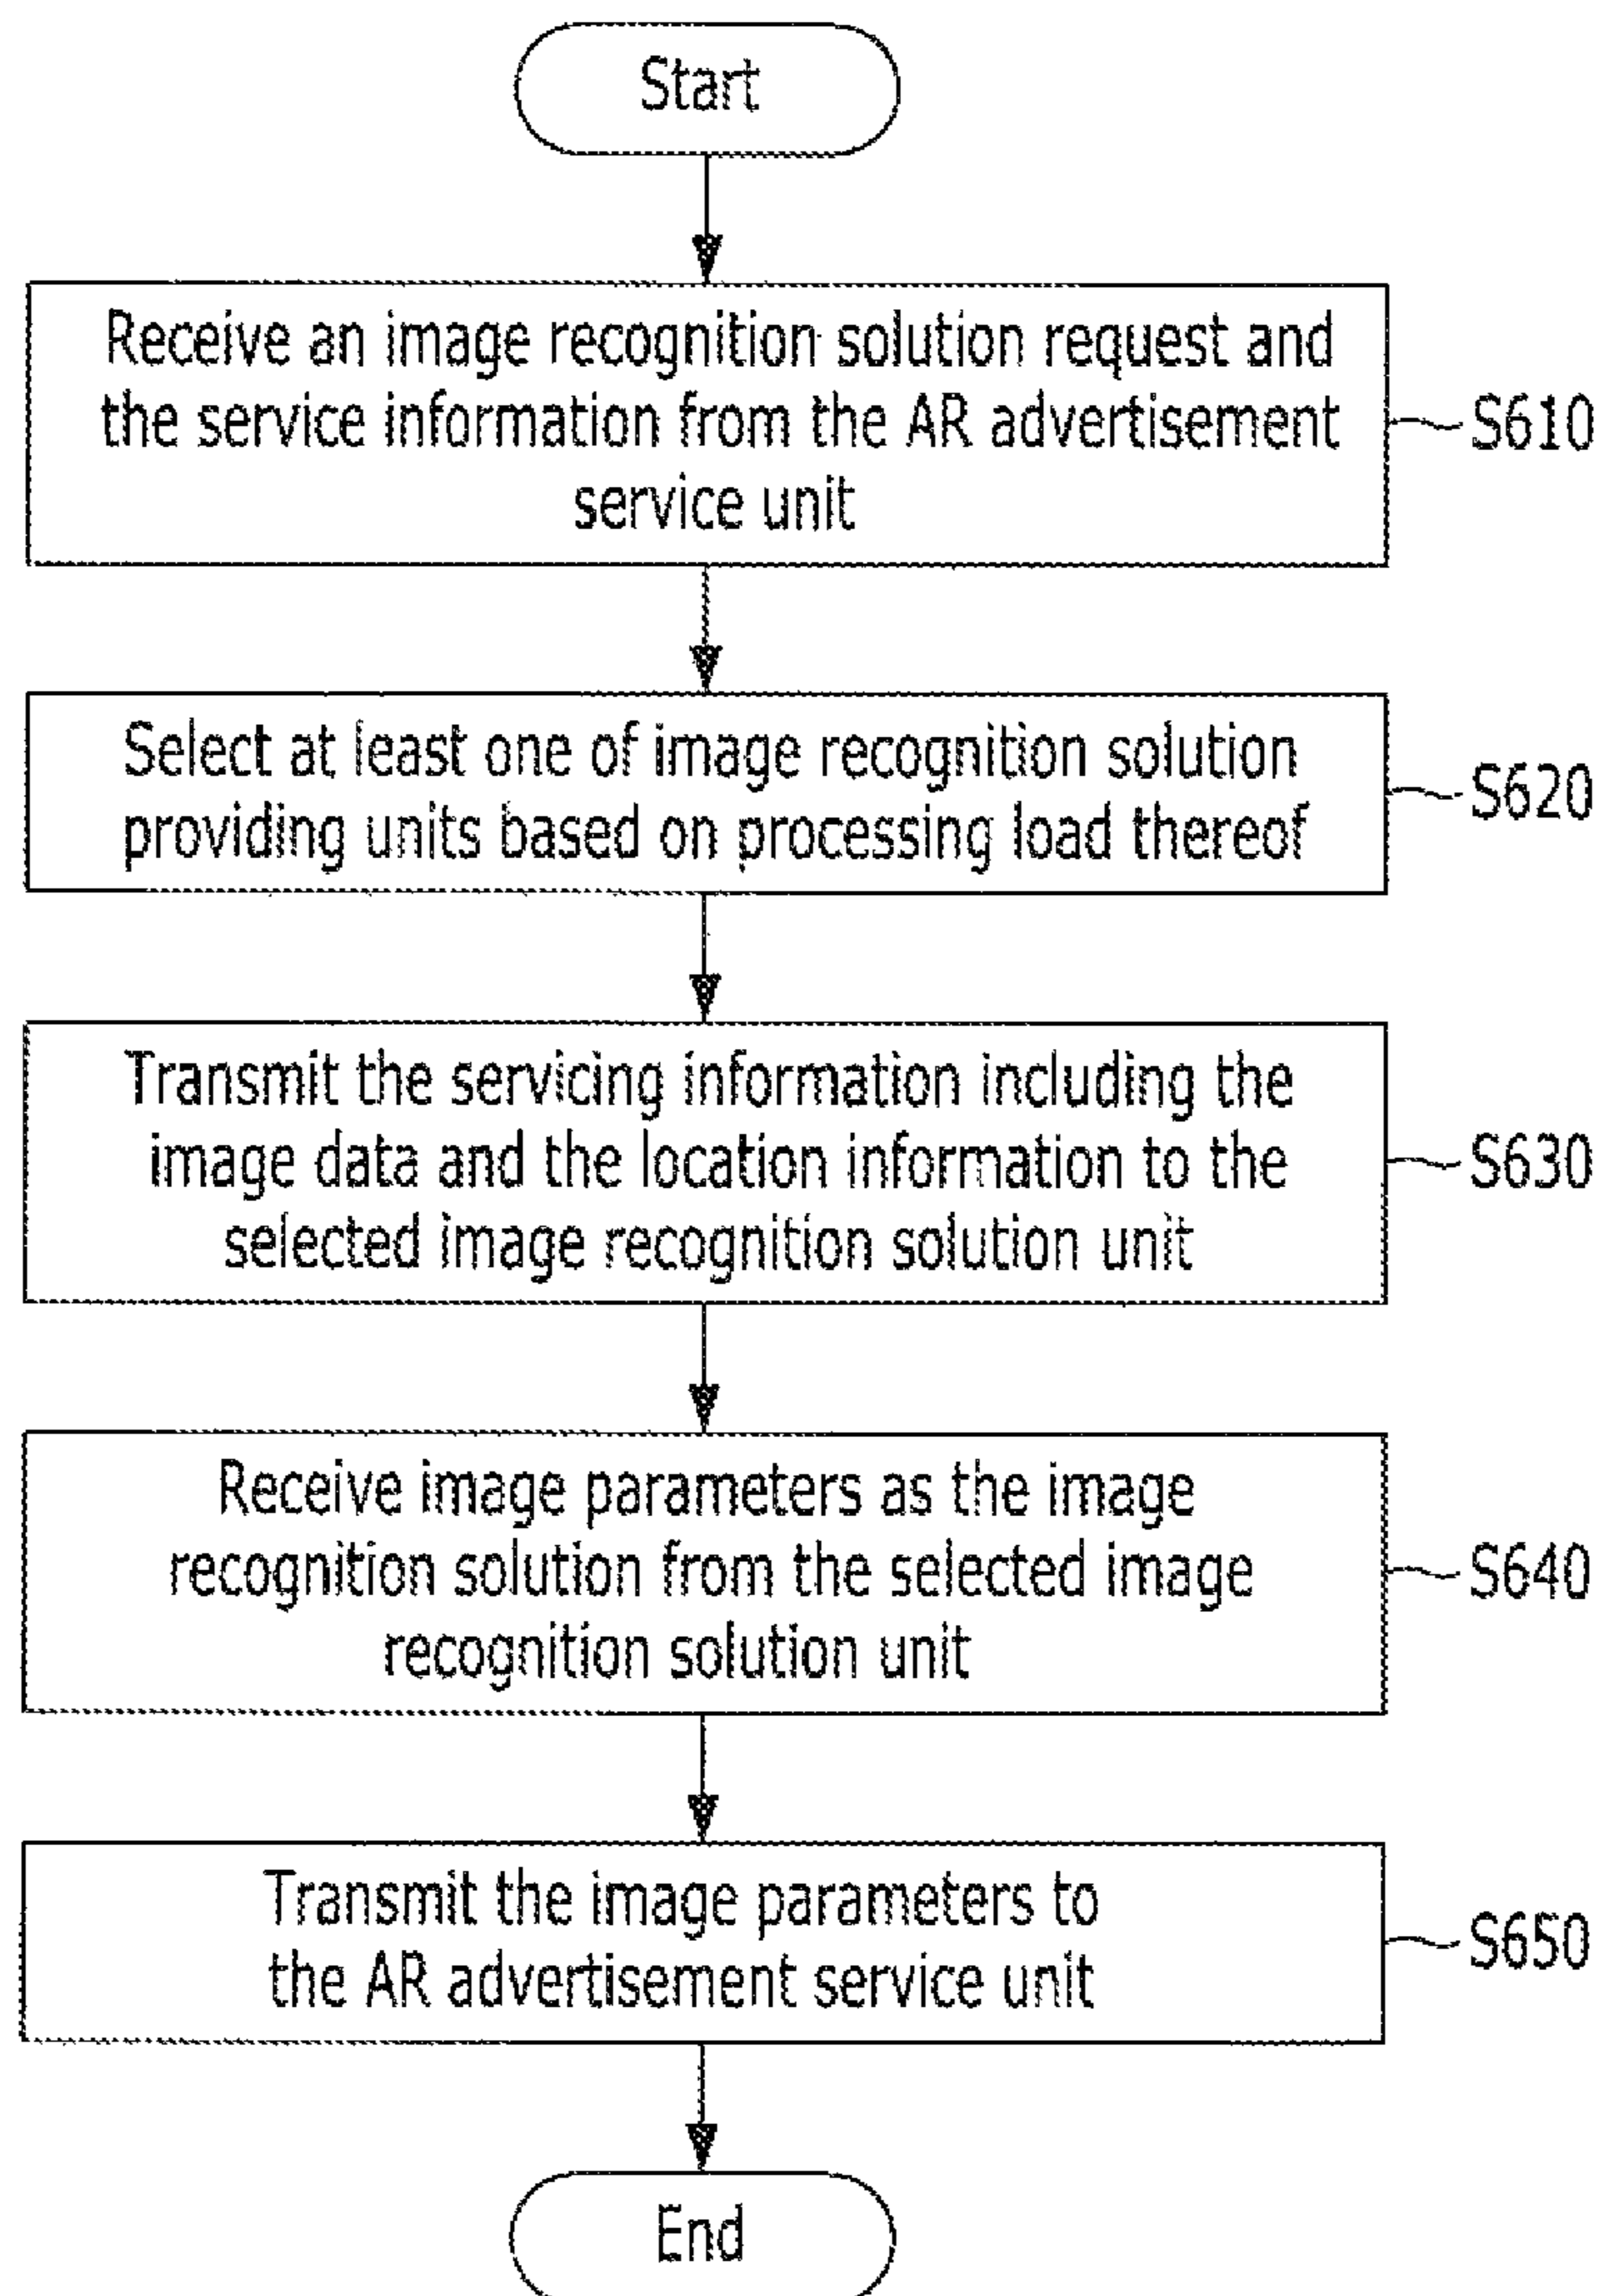 Start
Receive an image recognition solution request and
the service information from the AR advertisement
service unit
S610
Select at least one of image recognition solution
providing units based on processing load thereof
S620
Transmit the servicing information including the
image data and the location information to the
selected image recognition solution unit
S630
Receive image parameters as the image
recognition solution from the selected image
recognition solution unit
S640
Transmit the image parameters to
the AR advertisement service unit
S650
End